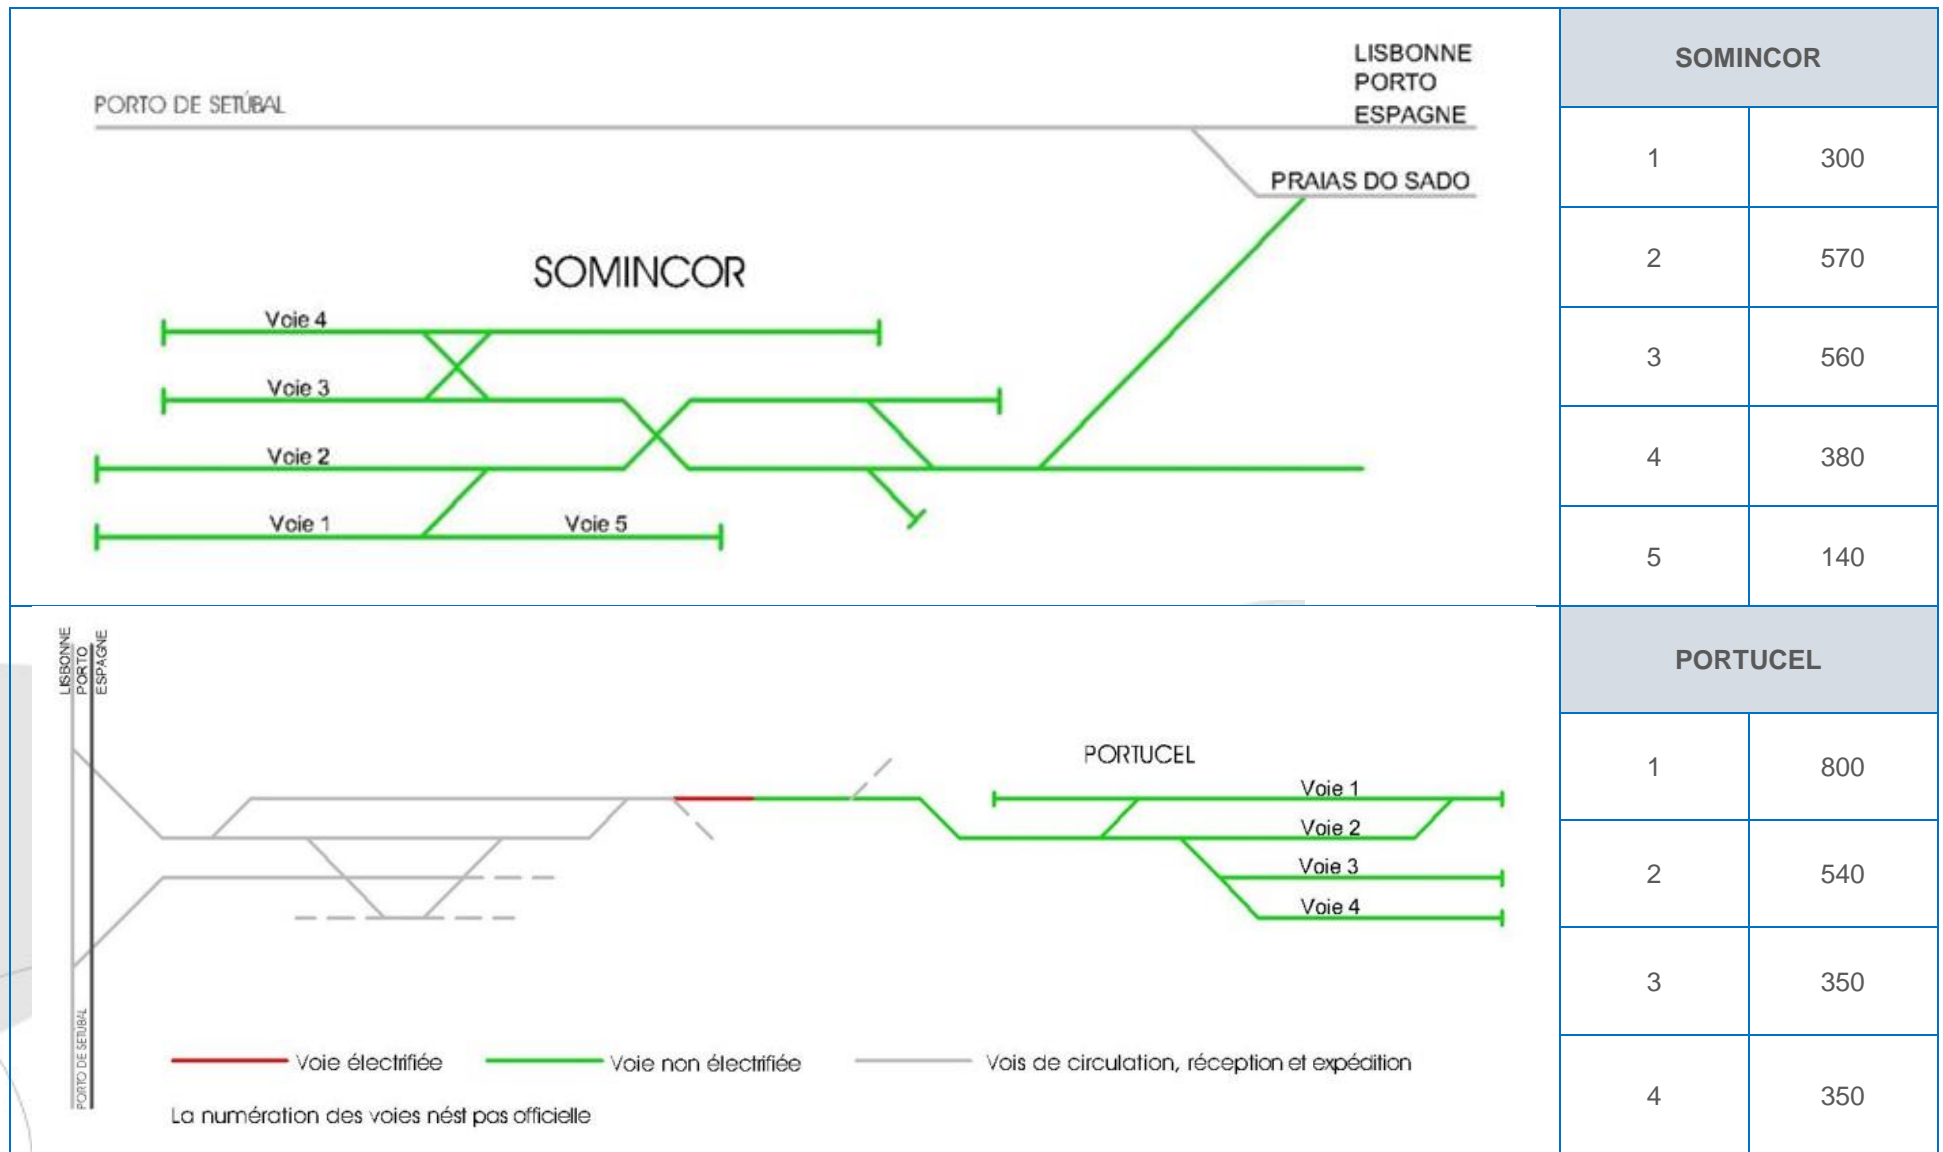 LISBONNE
PORTO
ESPAGNE
PORTO DE SETÚBAL
PRAIAS DO SADO
SOMINCOR
Voie 4
Voie 3
Voie 2
Voie 1
Voie 5
SOMINCOR
1 300
2 570
3 560
4 380
5 140
LISBONNE
PORTO
ESPAGNE
PORTO DE SETÚBAL
PORTUCEL
Voie 1
Voie 2
Voie 3
Voie 4
Voie électrifiée
Voie non électrifiée
Vois de circulation, réception et expédition
La numération des voies nést pas officielle
PORTUCEL
1 800
2 540
3 350
4 350